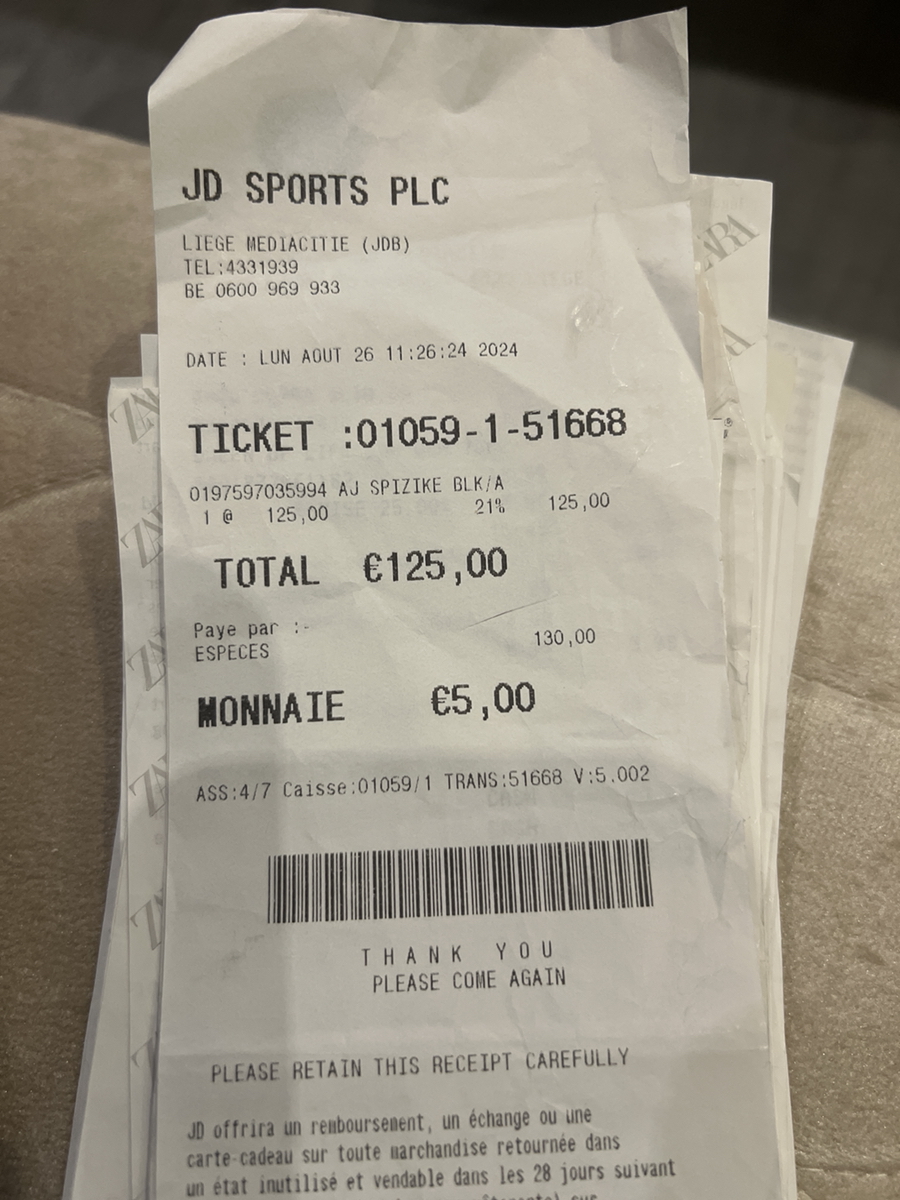 JD SPORTS PLC
LIEGE MEDIACITIE (JDB)
TEL:4331939
BE 0600 969 933
DATE : LUN AOUT 26 11:26:24 2024
TICKET :01059-1-51668
0197597035994 AJ SPIZIKE BLK/A
1 @ 125,00 21% 125,00
TOTAL €125,00
Paye par :-
ESPECES 130,00
MONNAIE €5,00
ASS:4/7 Caisse:01059/1 TRANS:51668 V:5.002
THANK YOU
PLEASE COME AGAIN
PLEASE RETAIN THIS RECEIPT CAREFULLY
JD offrira un remboursement, un échange ou une
carte-cadeau sur toute marchandise retournée dans
un état inutilisé et vendable dans les 28 jours suivant
ZARA